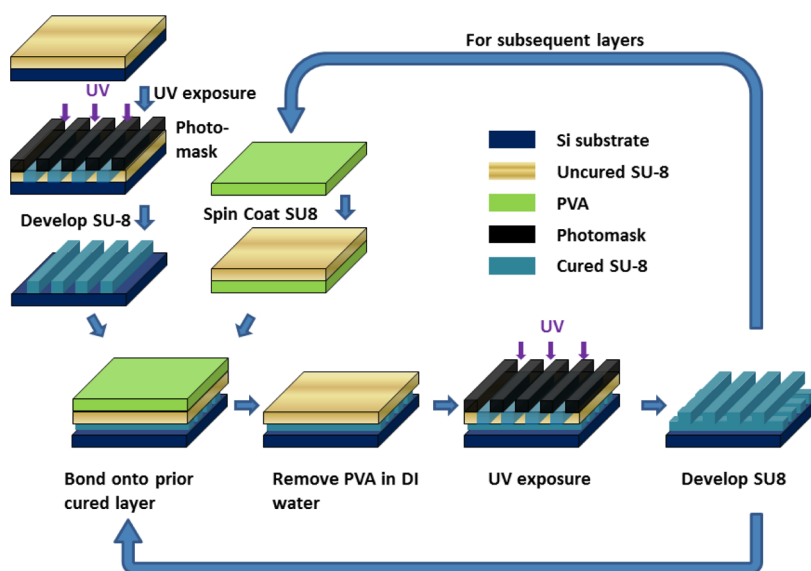 For subsequent layers
UV
UV exposure
Photo-
mask
Si substrate
Uncured SU-8
PVA
Photomask
Cured SU-8
Develop SU-8
Spin Coat SU8
UV
Bond onto prior
cured layer
Remove PVA in DI
water
UV exposure
Develop SU8